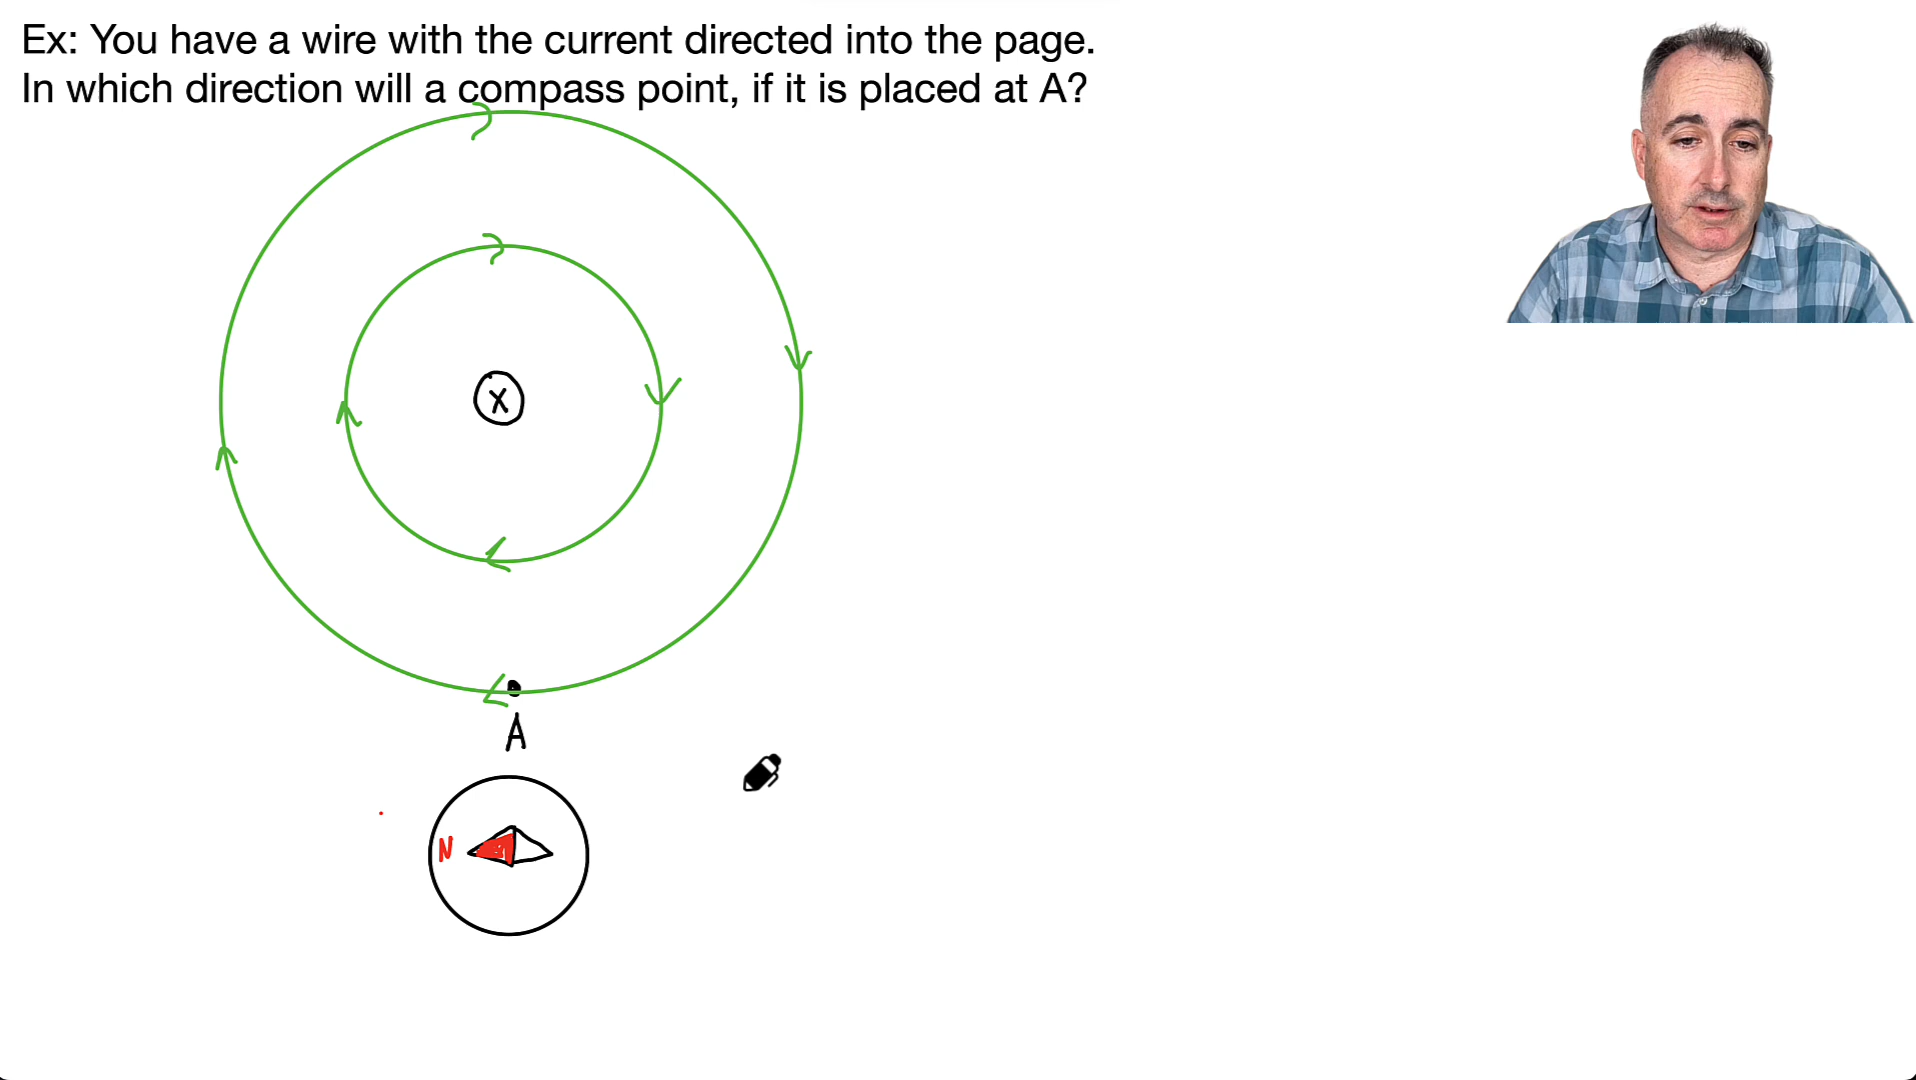 Ex: You have a wire with the current directed into the page.
In which direction will a compass point, if it is placed at A?
X
A
N